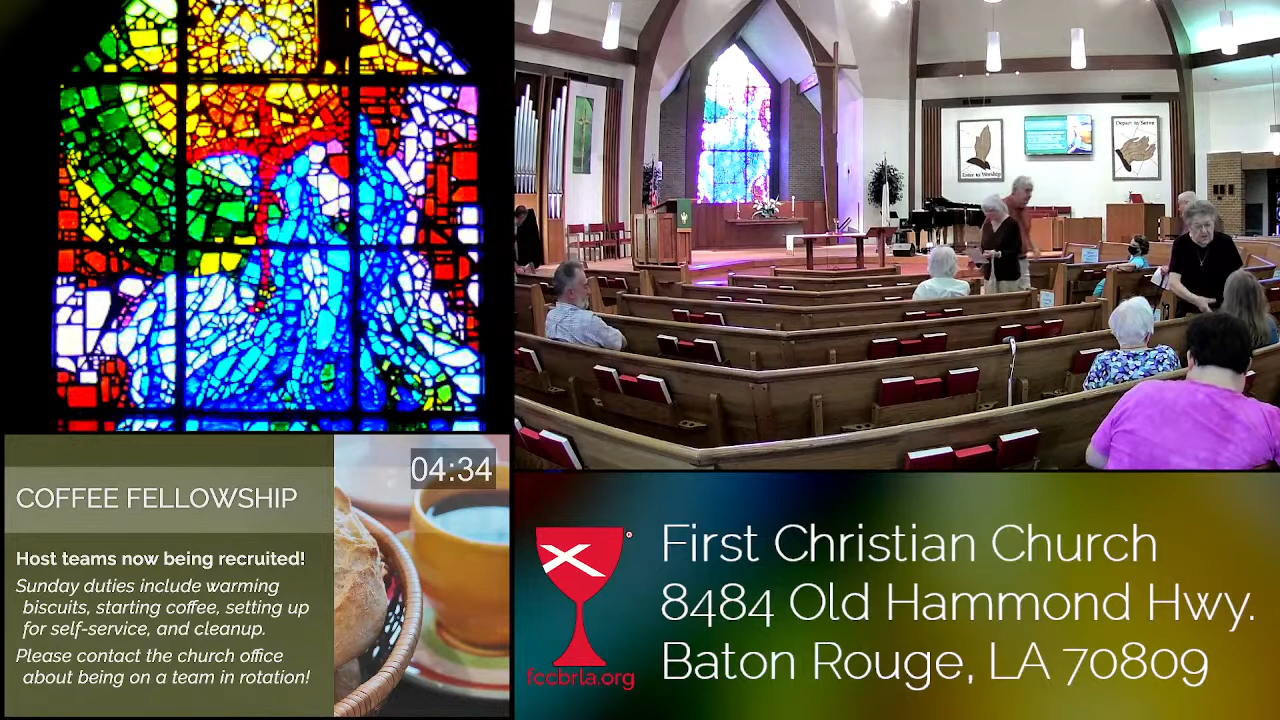 Enter to Worship
Depart to Serve
04:34
COFFEE FELLOWSHIP
Host teams now being recruited!
Sunday duties include warming
biscuits, starting coffee, setting up
for self-service, and cleanup.
Please contact the church office
about being on a team in rotation!
fccbrla.org
First Christian Church
8484 Old Hammond Hwy.
Baton Rouge, LA 70809